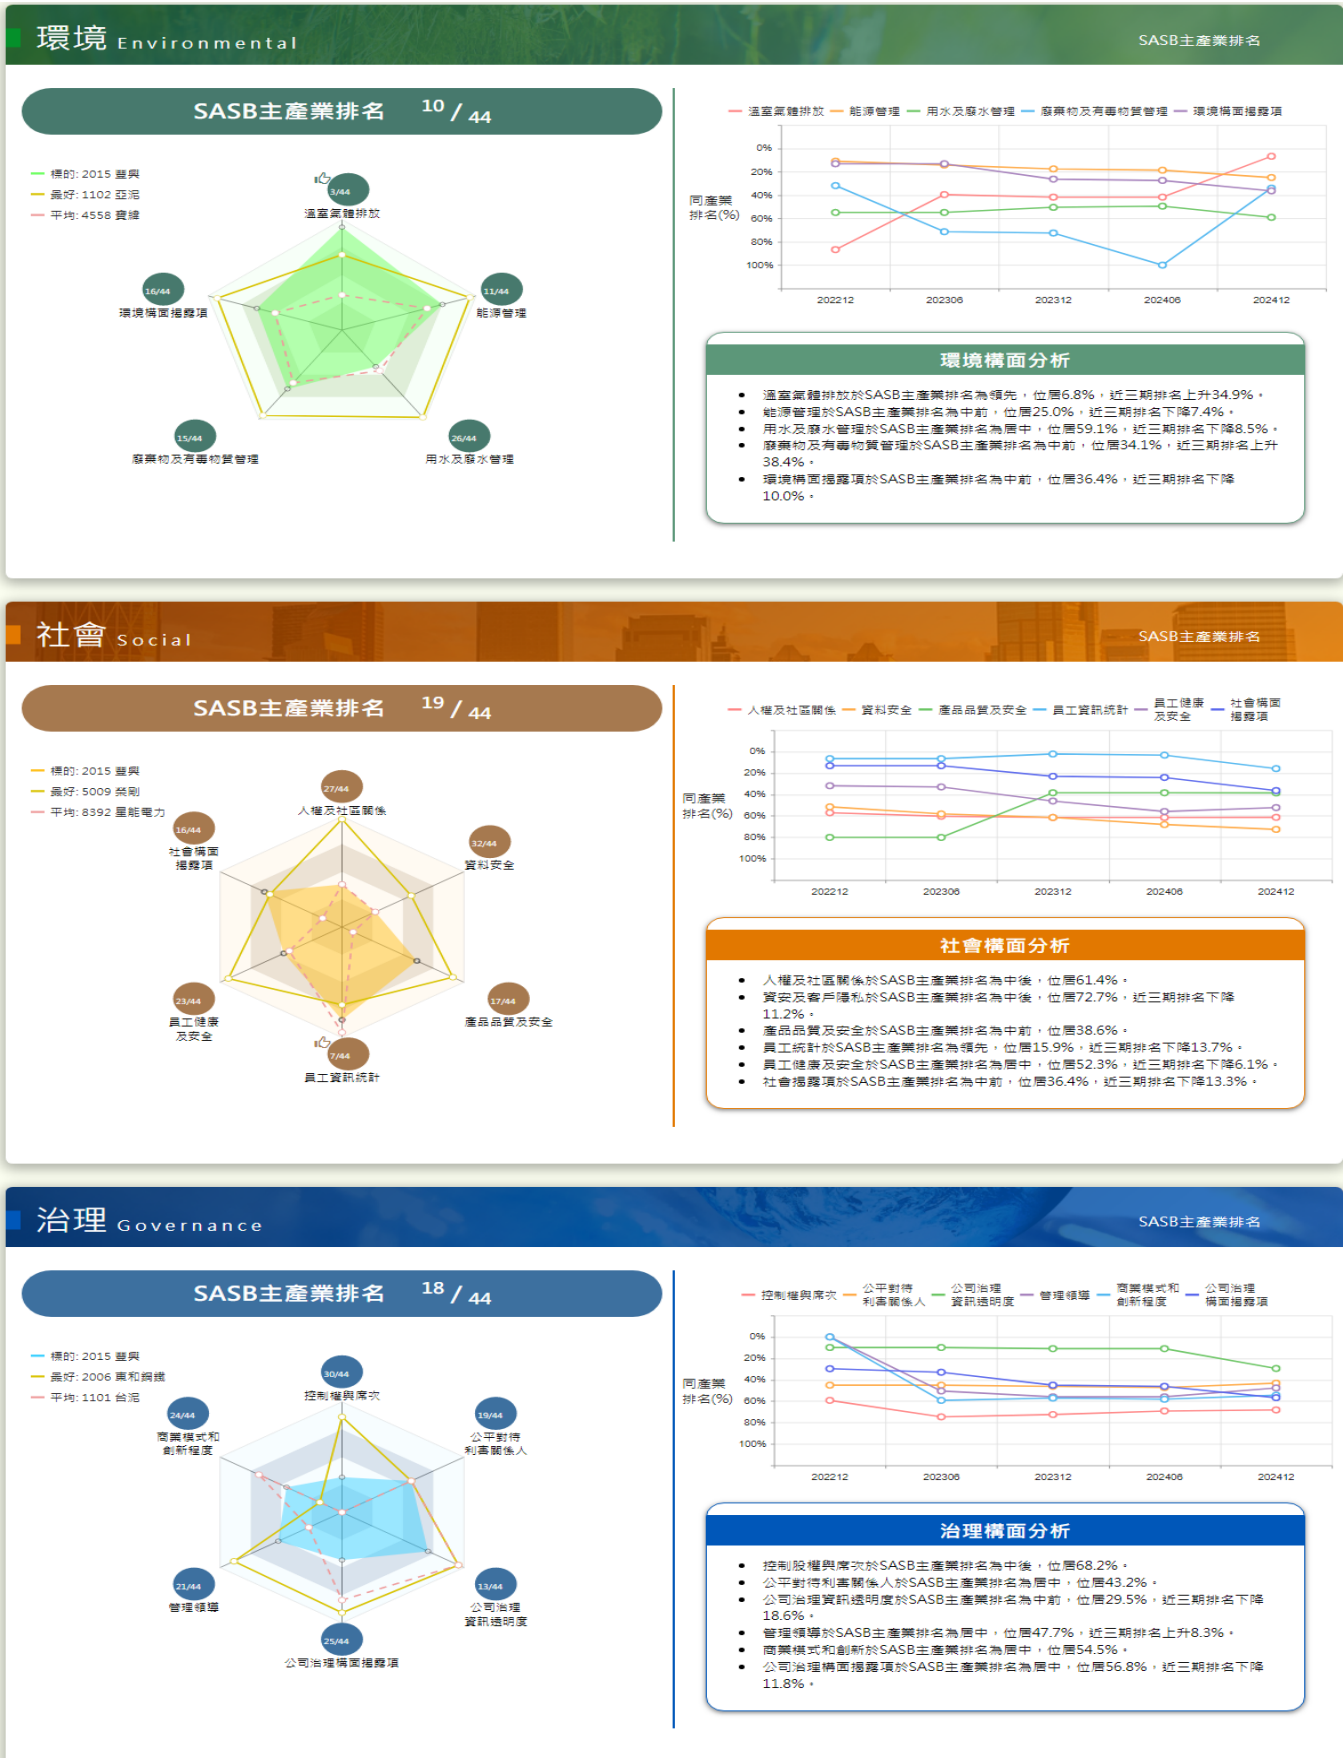 環境 Environmental
SASB主產業排名
SASB主產業排名 10 / 44
標的: 2015 豐興
最好: 1102 亞泥
平均: 4558 寶緯
3/44
溫室氣體排放
16/44
環境構面揭露項
11/44
能源管理
15/44
廢棄物及有毒物質管理
26/44
用水及廢水管理
溫室氣體排放 能源管理 用水及廢水管理 廢棄物及有毒物質管理 環境構面揭露項
同產業
排名(%)
0%
20%
40%
60%
80%
100%
202212 202306 202312 202406 202412
環境構面分析
• 溫室氣體排放於SASB主產業排名為領先，位居6.8%，近三期排名上升34.9%。
• 能源管理於SASB主產業排名為中前，位居25.0%，近三期排名下降7.4%。
• 用水及廢水管理於SASB主產業排名為居中，位居59.1%，近三期排名下降8.5%。
• 廢棄物及有毒物質管理於SASB主產業排名為中前，位居34.1%，近三期排名上升
38.4%。
• 環境構面揭露項於SASB主產業排名為中前，位居36.4%，近三期排名下降
10.0%。
社會 Social
SASB主產業排名
SASB主產業排名 19 / 44
標的: 2015 豐興
最好: 5009 榮剛
平均: 8392 星能電力
27/44
人權及社區關係
16/44
社會構面
揭露項
32/44
資料安全
23/44
員工健康
及安全
17/44
產品品質及安全
7/44
員工資訊統計
人權及社區關係 資料安全 產品品質及安全 員工資訊統計 員工健康
及安全 社會構面
揭露項
同產業
排名(%)
0%
20%
40%
60%
80%
100%
202212 202306 202312 202406 202412
社會構面分析
• 人權及社區關係於SASB主產業排名為中後，位居61.4%。
• 資安及客戶隱私於SASB主產業排名為中後，位居72.7%，近三期排名下降
11.2%。
• 產品品質及安全於SASB主產業排名為中前，位居38.6%。
• 員工統計於SASB主產業排名為領先，位居15.9%，近三期排名下降13.7%。
• 員工健康及安全於SASB主產業排名為居中，位居52.3%，近三期排名下降6.1%。
• 社會揭露項於SASB主產業排名為中前，位居36.4%，近三期排名下降13.3%。
治理 Governance
SASB主產業排名
SASB主產業排名 18 / 44
標的: 2015 豐興
最好: 2006 東和鋼鐵
平均: 1101 台泥
30/44
控制權與席次
24/44
商業模式和
創新程度
19/44
公平對待
利害關係人
21/44
管理領導
13/44
公司治理
資訊透明度
25/44
公司治理構面揭露項
控制權與席次 公平對待
利害關係人 公司治理
資訊透明度 管理領導 商業模式和
創新程度 公司治理
構面揭露項
同產業
排名(%)
0%
20%
40%
60%
80%
100%
202212 202306 202312 202406 202412
治理構面分析
• 控制股權與席次於SASB主產業排名為中後，位居68.2%。
• 公平對待利害關係人於SASB主產業排名為居中，位居43.2%。
• 公司治理資訊透明度於SASB主產業排名為中前，位居29.5%，近三期排名下降
18.6%。
• 管理領導於SASB主產業排名為居中，位居47.7%，近三期排名上升8.3%。
• 商業模式和創新於SASB主產業排名為居中，位居54.5%。
• 公司治理構面揭露項於SASB主產業排名為居中，位居56.8%，近三期排名下降
11.8%。